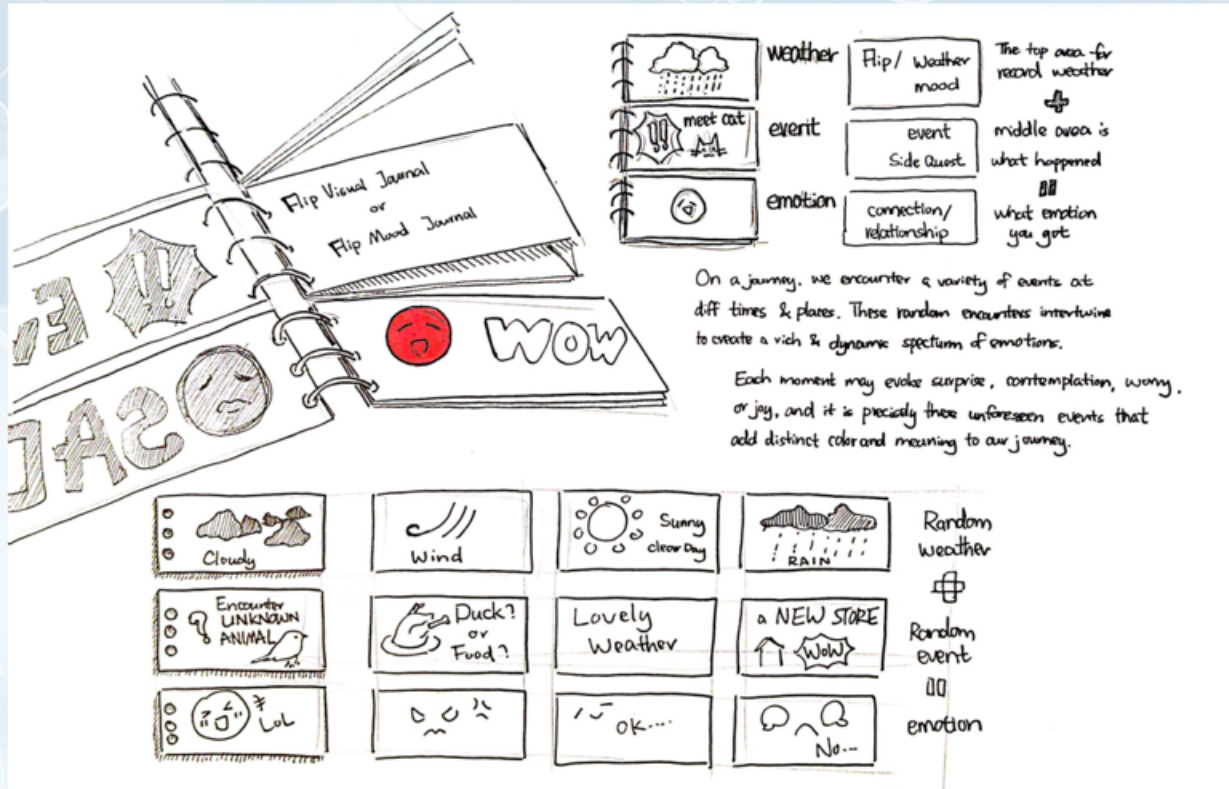 Flip Visual Journal
or
Flip Mood Journal
!!
SAD
WOW
weather
meet cat
!!
event
emotion
Flip/ Weather
mood
event
Side Quest
connection/
relationship
The top area for
record weather
+
middle area is
what happened
=
what emotion
you got
On a journey, we encounter a variety of events at
diff times & places. These random encounters intertwine
to create a rich & dynamic spectrum of emotions.
Each moment may evoke surprise, contemplation, worry,
or joy, and it is precisely these unforeseen events that
add distinct color and meaning to our journey.
Cloudy
Wind
Sunny
clear Day
RAIN
Random
weather
+
?
Encounter
UNKNOWN
ANIMAL
Duck?
or
Food?
Lovely
Weather
a NEW STORE
WOW
Random
event
=
LOL
OK....
No...
emotion